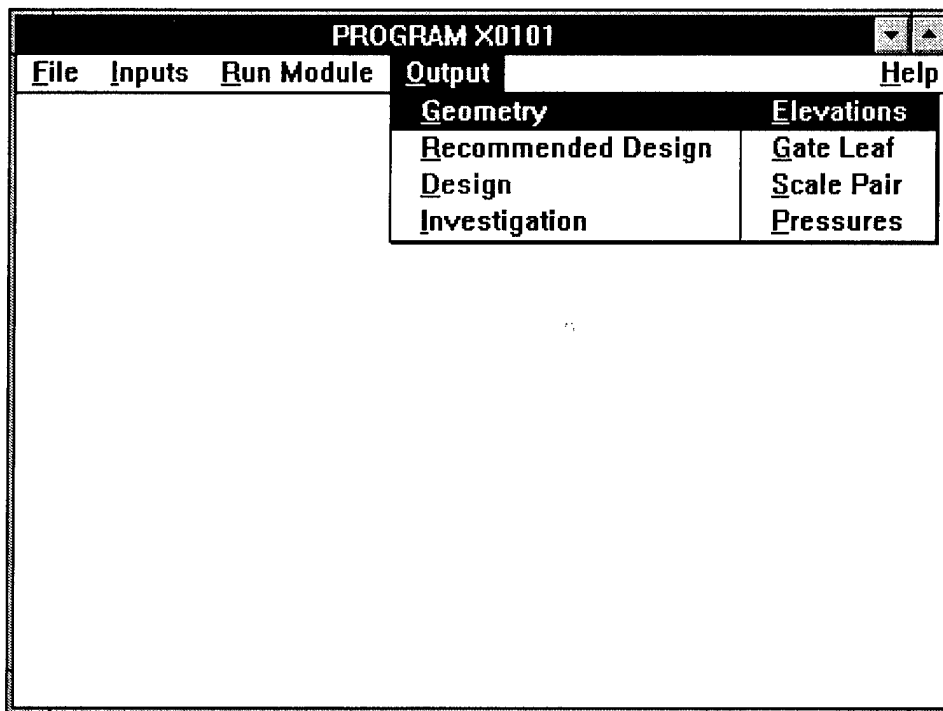 PROGRAM X0101
File Inputs Run Module Output Help
Geometry Elevations
Recommended Design Gate Leaf
Design Scale Pair
Investigation Pressures